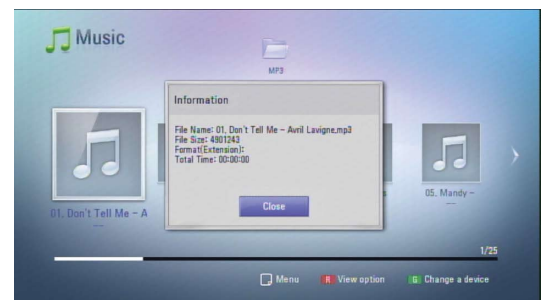 Music
MP3
Information
File Name: 01. Don't Tell Me - Avril Lavigne.mp3
File Size: 4901243
Format(Extension):
Total Time: 00:00:00
Close
01. Don't Tell Me - A
05. Mandy -
1/25
Menu
R View option
G Change a device